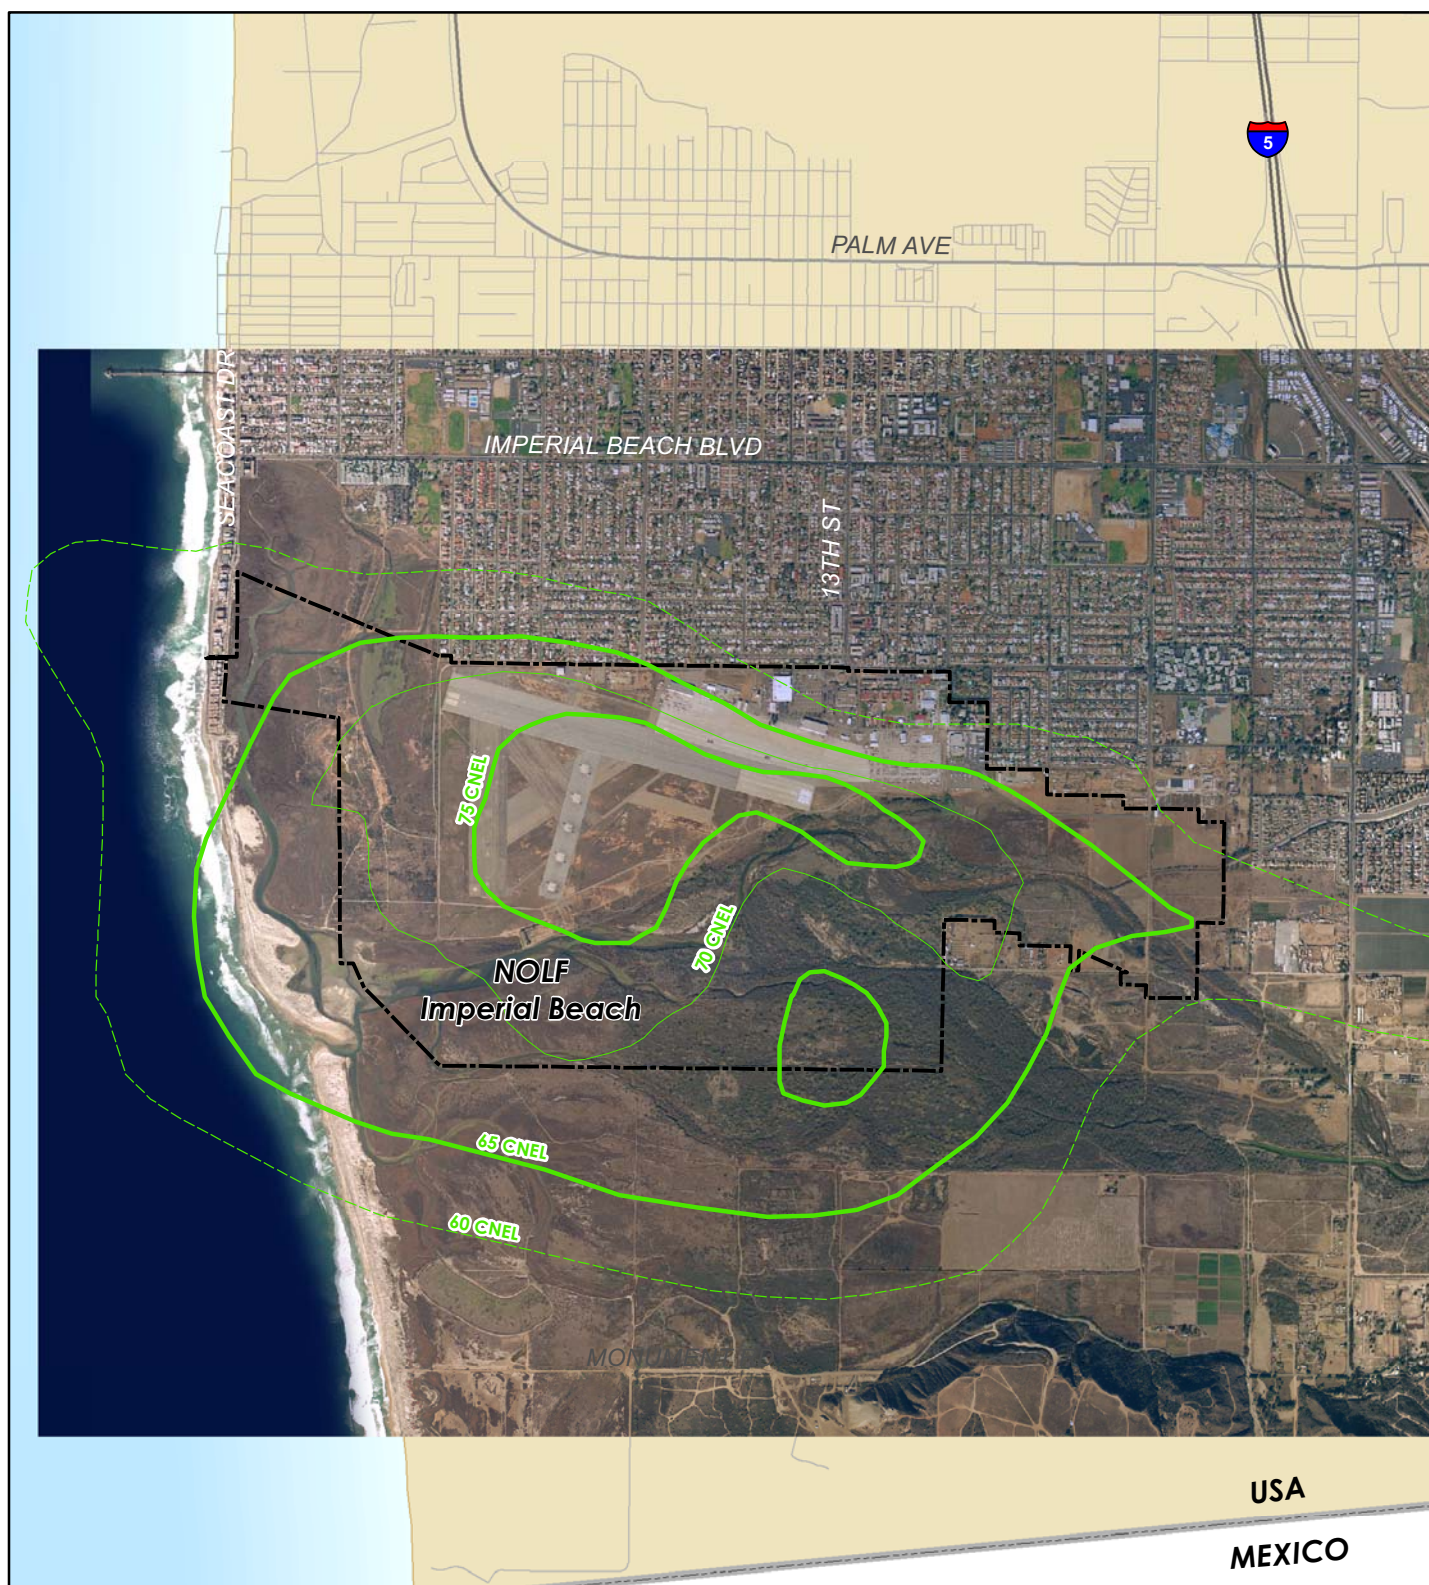 5
PALM AVE
SEACOAST DR
IMPERIAL BEACH BLVD
13TH ST
75 CNEL
70 CNEL
NOLF
Imperial Beach
65 CNEL
60 CNEL
USA
MEXICO